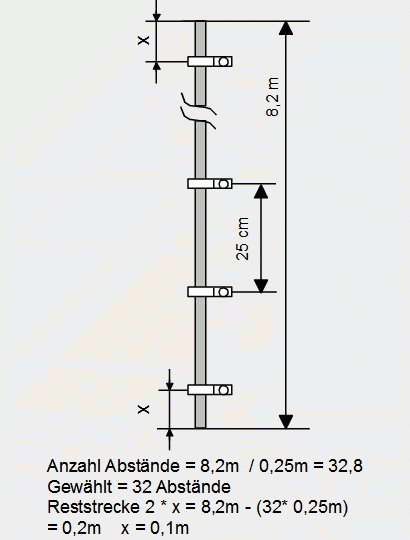 x
8,2 m
25 cm
x
Anzahl Abstände = 8,2m / 0,25m = 32,8
Gewählt = 32 Abstände
Reststrecke 2 * x = 8,2m - (32* 0,25m)
= 0,2m x = 0,1m